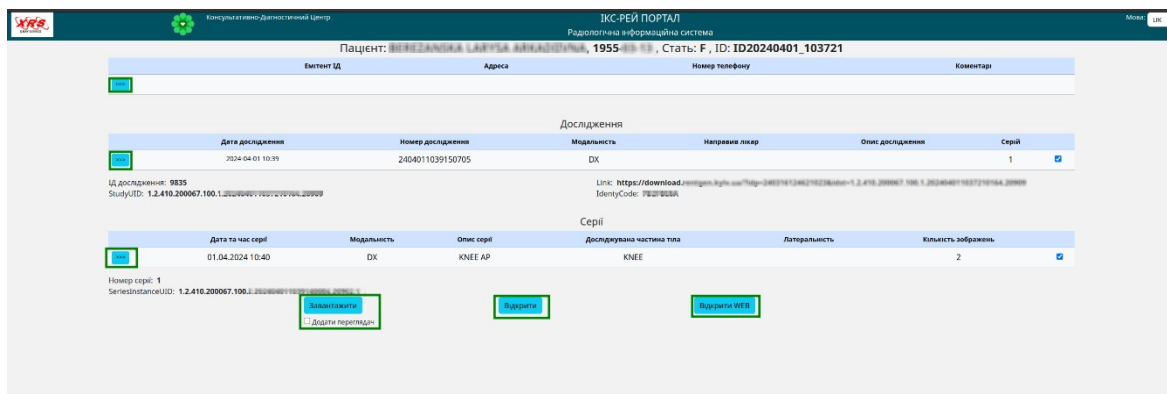 XRS
Консультативно-Діагностичний Центр
ІКС-РЕЙ ПОРТАЛ
Мова: UK
Радіологічна інформаційна система
Пацієнт: , 1955- , Стать: F , ID: ID20240401_103721
Емітент ІД Адреса Номер телефону Коментарі
Дослідження
Дата дослідження Номер дослідження Модальність Направив лікар Опис дослідження Серій
2024-04-01 10:39 2404011039150705 DX 1
ІД дослідження: 9835 Link: https://download.
StudyUID: 1.2.410.200067.100.1. IdentyCode:
Серії
Дата та час серії Модальність Опис серії Досліджувана частина тіла Латеральність Кількість зображень
01.04.2024 10:40 DX KNEE AP KNEE 2
Номер серії: 1
SeriesInstanceUID: 1.2.410.200067.100.
Завантажити Відкрити Відкрити WEB
Додати переглядач